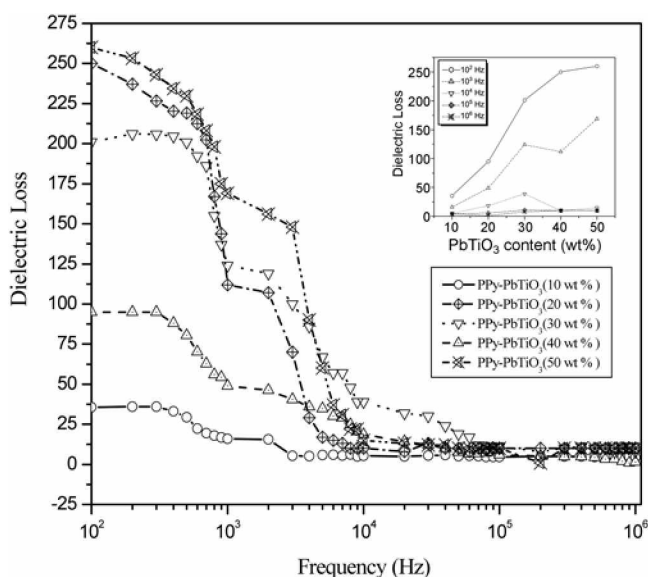 275
250
225
200
175
150
125
100
75
50
25
0
-25
Dielectric Loss
10² 10³ 10⁴ 10⁵ 10⁶
Frequency (Hz)
250
200
150
100
50
0
Dielectric Loss
10 20 30 40 50
PbTiO₃ content (wt%)
10² Hz
10³ Hz
10⁴ Hz
10⁵ Hz
10⁶ Hz
PPy-PbTiO₃(10 wt %)
PPy-PbTiO₃(20 wt %)
PPy-PbTiO₃(30 wt %)
PPy-PbTiO₃(40 wt %)
PPy-PbTiO₃(50 wt %)